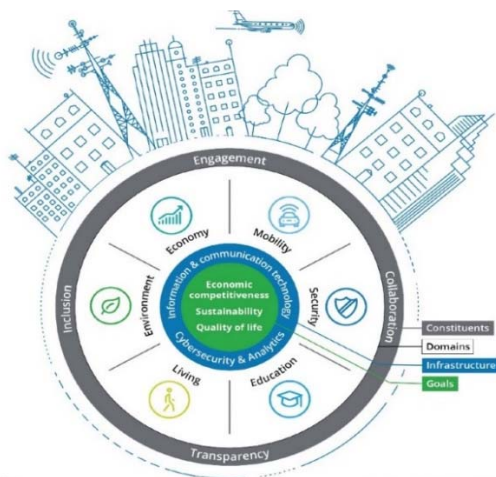 Engagement
Economy
Mobility
Inclusion
Environment
Information & communication technology
Economic
competitiveness
Sustainability
Quality of life
Cybersecurity & Analytics
Security
Collaboration
Living
Education
Transparency
Constituents
Domains
Infrastructure
Goals